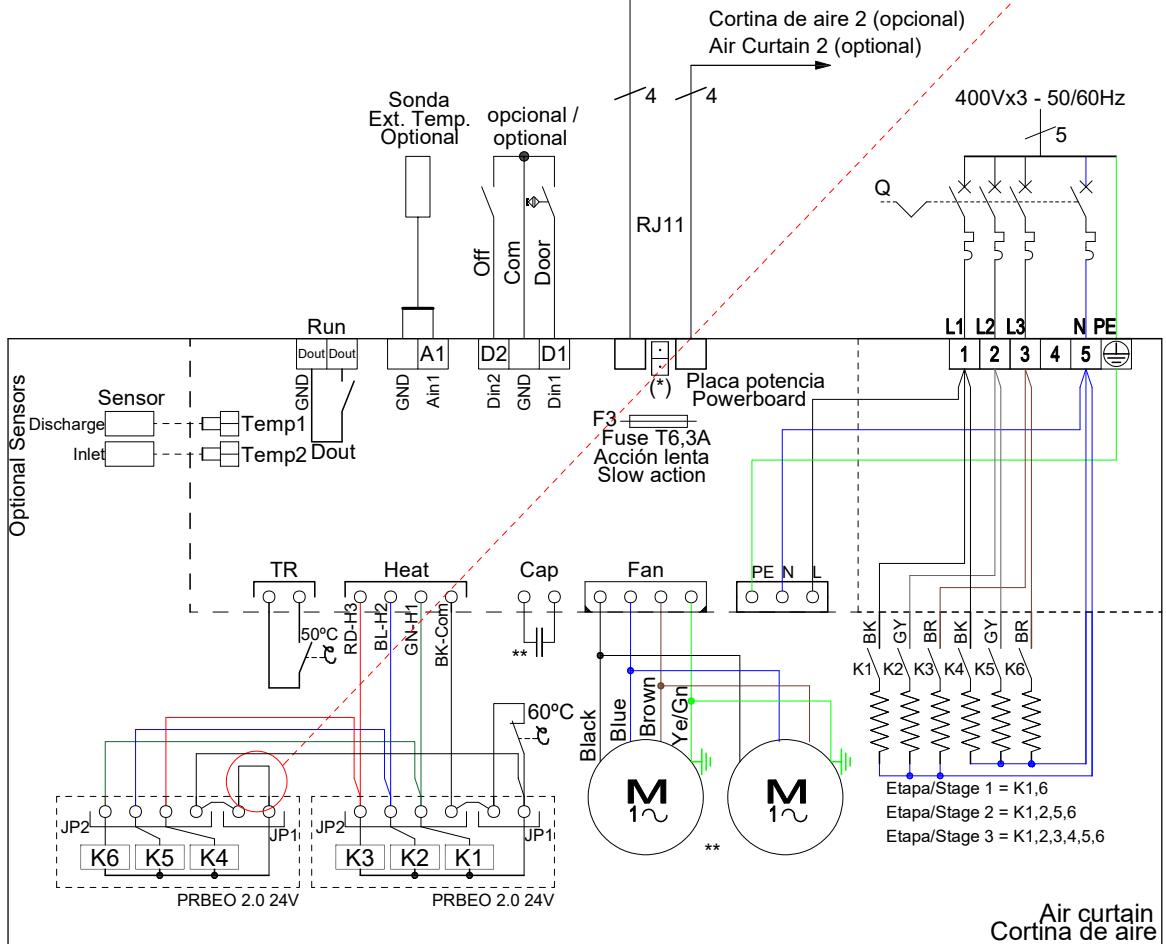 Cortina de aire 2 (opcional)
Air Curtain 2 (optional)
4
4
400Vx3 - 50/60Hz
5
Sonda
Ext. Temp.
Optional
opcional /
optional
Q
RJ11
Off
Com
Door
L1 L2 L3 N PE
Run
Dout Dout
A1
D2
D1
1 2 3 4 5
GND
GND
Ain1
Din2
GND
Din1
(*)
Placa potencia
Powerboard
Optional Sensors
Sensor
Discharge
Temp1
Inlet
Temp2
Dout
F3
Fuse T6,3A
Acción lenta
Slow action
TR
Heat
Cap
Fan
PE N L
50ºC
RD-H3
BL-H2
GN-H1
BK-Com
**
BK
GY
BR
BK
GY
BR
K1 K2 K3 K4 K5 K6
60ºC
Black
Blue
Brown
Ye/Gn
M
1~
M
1~
**
Etapa/Stage 1 = K1,6
Etapa/Stage 2 = K1,2,5,6
Etapa/Stage 3 = K1,2,3,4,5,6
JP2
JP1
JP2
JP1
K6 K5 K4
K3 K2 K1
PRBEO 2.0 24V
PRBEO 2.0 24V
Air curtain
Cortina de aire